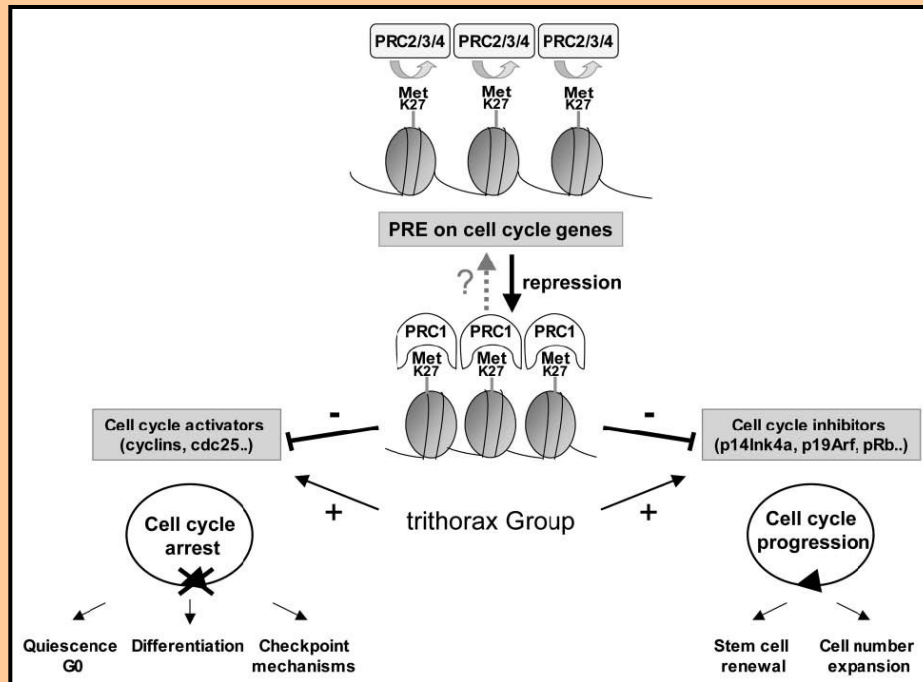 PRC2/3/4 PRC2/3/4 PRC2/3/4
Met Met Met
K27 K27 K27
PRE on cell cycle genes
?
repression
PRC1 PRC1 PRC1
Met Met Met
K27 K27 K27
- -
Cell cycle activators
(cyclins, cdc25..)
Cell cycle inhibitors
(p14Ink4a, p19Arf, pRb..)
+ trithorax Group +
Cell cycle
arrest
Cell cycle
progression
Quiescence
G0
Differentiation
Checkpoint
mechanisms
Stem cell
renewal
Cell number
expansion